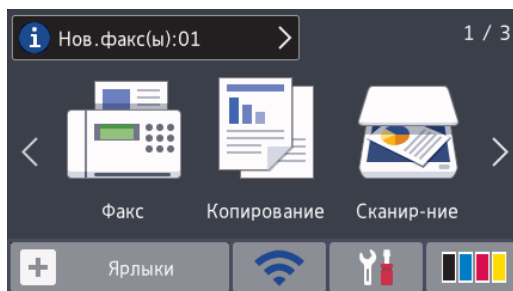 Нов.факс(ы):01
1 / 3
Факс
Копирование
Сканир-ние
Ярлыки